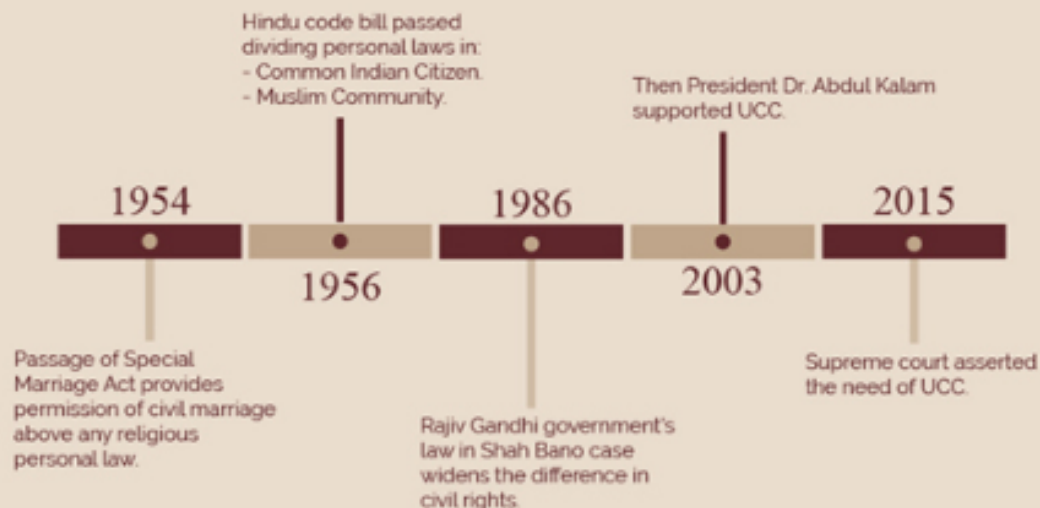 Hindu code bill passed
dividing personal laws in:
- Common Indian Citizen.
- Muslim Community.
Then President Dr. Abdul Kalam
supported UCC.
1954
1956
1986
2003
2015
Passage of Special
Marriage Act provides
permission of civil marriage
above any religious
personal law.
Rajiv Gandhi government's
law in Shah Bano case
widens the difference in
civil rights.
Supreme court asserted
the need of UCC.